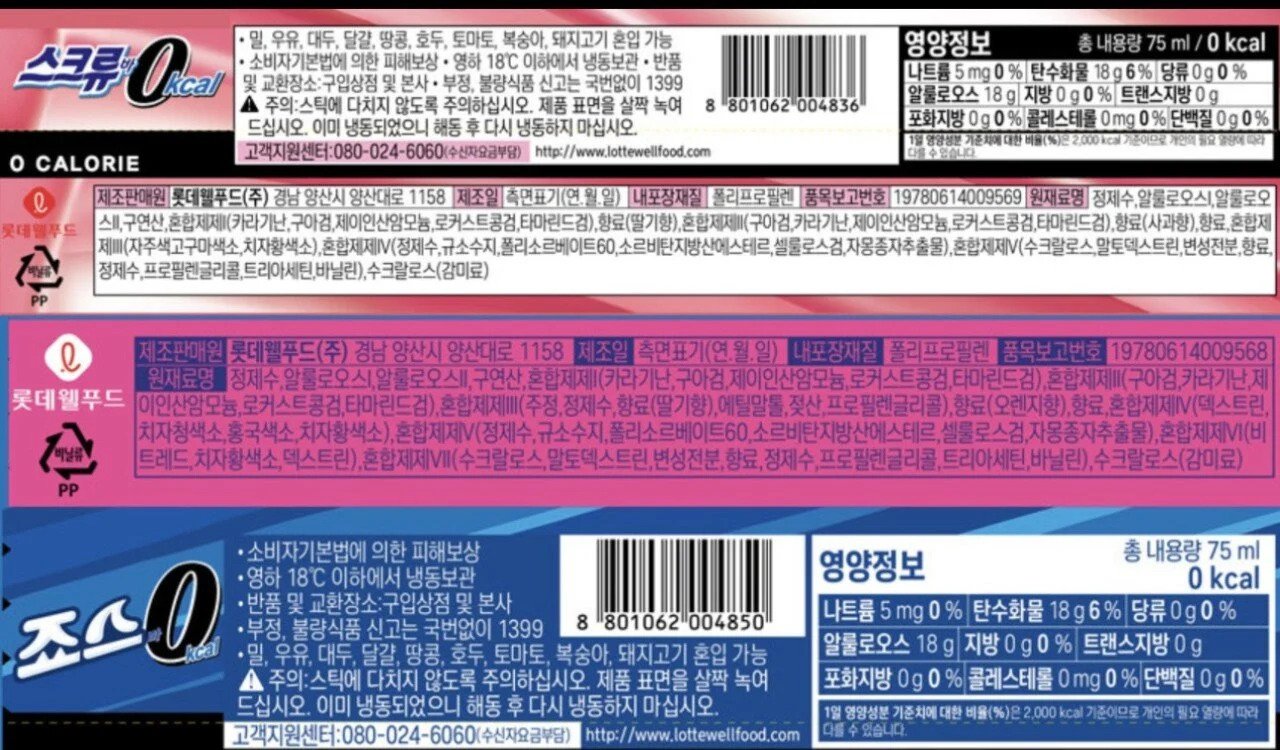 스크류바 0 kcal
0 CALORIE
• 밀, 우유, 대두, 달걀, 땅콩, 호두, 토마토, 복숭아, 돼지고기 혼입 가능
• 소비자기본법에 의한 피해보상 • 영하 18℃ 이하에서 냉동보관 • 반품
및 교환장소:구입상점 및 본사 • 부정, 불량식품 신고는 국번없이 1399
주의:스틱에 다치지 않도록 주의하십시오. 제품 표면을 살짝 녹여
드십시오. 이미 냉동되었으니 해동 후 다시 냉동하지 마십시오.
고객지원센터:080-024-6060(수신자요금부담) http://www.lottewellfood.com
8 801062 004836
영양정보 총 내용량 75 ml / 0 kcal
나트륨 5 mg 0 % 탄수화물 18 g 6 % 당류 0 g 0 %
알룰로오스 18 g 지방 0 g 0 % 트랜스지방 0 g
포화지방 0 g 0 % 콜레스테롤 0 mg 0 % 단백질 0 g 0 %
1일 영양성분 기준치에 대한 비율(%)은 2,000 kcal 기준이므로 개인의 필요 열량에 따라
다를 수 있습니다.
롯데웰푸드
비닐류
PP
제조판매원 롯데웰푸드(주) 경남 양산시 양산대로 1158 제조일 측면표기(연.월.일) 내포장재질 폴리프로필렌 품목보고번호 19780614009569 원재료명 정제수,알룰로오스I,알룰로오
스II,구연산,혼합제제I(카라기난,구아검,제이인산암모늄,로커스트콩검,타마린드검),향료(딸기향),혼합제제II(구아검,카라기난,제이인산암모늄,로커스트콩검,타마린드검),향료(사과향),향료,혼합제
제III(자주색고구마색소,치자황색소),혼합제제IV(정제수,규소수지,폴리소르베이트60,소르비탄지방산에스테르,셀룰로스검,자몽종자추출물),혼합제제V(수크랄로스,말토덱스트린,변성전분,향료,
정제수,프로필렌글리콜,트리아세틴,바닐린),수크랄로스(감미료)
롯데웰푸드
비닐류
PP
제조판매원 롯데웰푸드(주) 경남 양산시 양산대로 1158 제조일 측면표기(연.월.일) 내포장재질 폴리프로필렌 품목보고번호 19780614009568
원재료명 정제수,알룰로오스I,알룰로오스II,구연산,혼합제제I(카라기난,구아검,제이인산암모늄,로커스트콩검,타마린드검),혼합제제II(구아검,카라기난,제
이인산암모늄,로커스트콩검,타마린드검),혼합제제III(주정,정제수,향료(딸기향),에틸말톨,젖산,프로필렌글리콜),향료(오렌지향),향료,혼합제제IV(덱스트린,
치자청색소,홍국색소,치자황색소),혼합제제V(정제수,규소수지,폴리소르베이트60,소르비탄지방산에스테르,셀룰로스검,자몽종자추출물),혼합제제VI(비
트레드,치자황색소,덱스트린),혼합제제VII(수크랄로스,말토덱스트린,변성전분,향료,정제수,프로필렌글리콜,트리아세틴,바닐린),수크랄로스(감미료)
죠스바 0 kcal
• 소비자기본법에 의한 피해보상
• 영하 18℃ 이하에서 냉동보관
• 반품 및 교환장소:구입상점 및 본사
• 부정, 불량식품 신고는 국번없이 1399
• 밀, 우유, 대두, 달걀, 땅콩, 호두, 토마토, 복숭아, 돼지고기 혼입 가능
주의:스틱에 다치지 않도록 주의하십시오. 제품 표면을 살짝 녹여
드십시오. 이미 냉동되었으니 해동 후 다시 냉동하지 마십시오.
고객지원센터:080-024-6060(수신자요금부담) http://www.lottewellfood.com
8 801062 004850
영양정보 총 내용량 75 ml
0 kcal
나트륨 5 mg 0 % 탄수화물 18 g 6 % 당류 0 g 0 %
알룰로오스 18 g 지방 0 g 0 % 트랜스지방 0 g
포화지방 0 g 0 % 콜레스테롤 0 mg 0 % 단백질 0 g 0 %
1일 영양성분 기준치에 대한 비율(%)은 2,000 kcal 기준이므로 개인의 필요 열량에 따라
다를 수 있습니다.